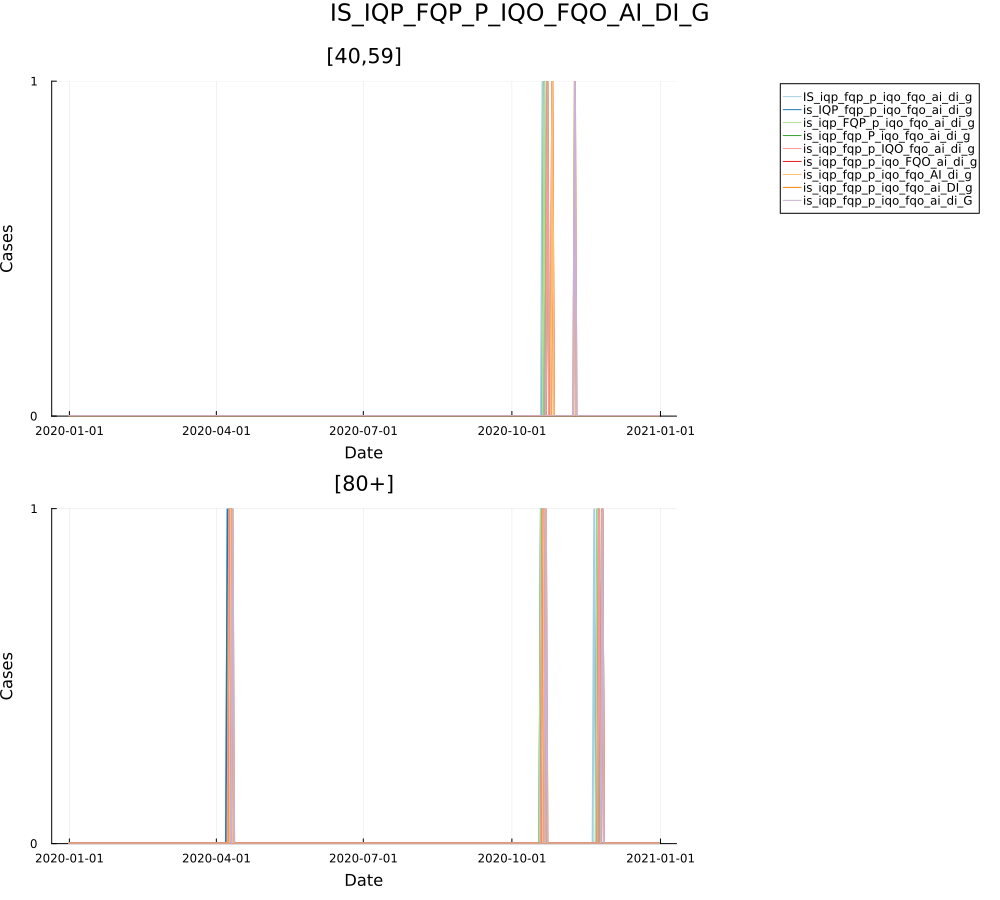 IS_IQP_FQP_P_IQO_FQO_AI_DI_G
[40,59]
1
0
Cases
2020-01-01 2020-04-01 2020-07-01 2020-10-01 2021-01-01
Date
IS_iqp_fqp_p_iqo_fqo_ai_di_g
is_IQP_fqp_p_iqo_fqo_ai_di_g
is_iqp_FQP_p_iqo_fqo_ai_di_g
is_iqp_fqp_P_iqo_fqo_ai_di_g
is_iqp_fqp_p_IQO_fqo_ai_di_g
is_iqp_fqp_p_iqo_FQO_ai_di_g
is_iqp_fqp_p_iqo_fqo_AI_di_g
is_iqp_fqp_p_iqo_fqo_ai_DI_g
is_iqp_fqp_p_iqo_fqo_ai_di_G
[80+]
1
0
Cases
2020-01-01 2020-04-01 2020-07-01 2020-10-01 2021-01-01
Date